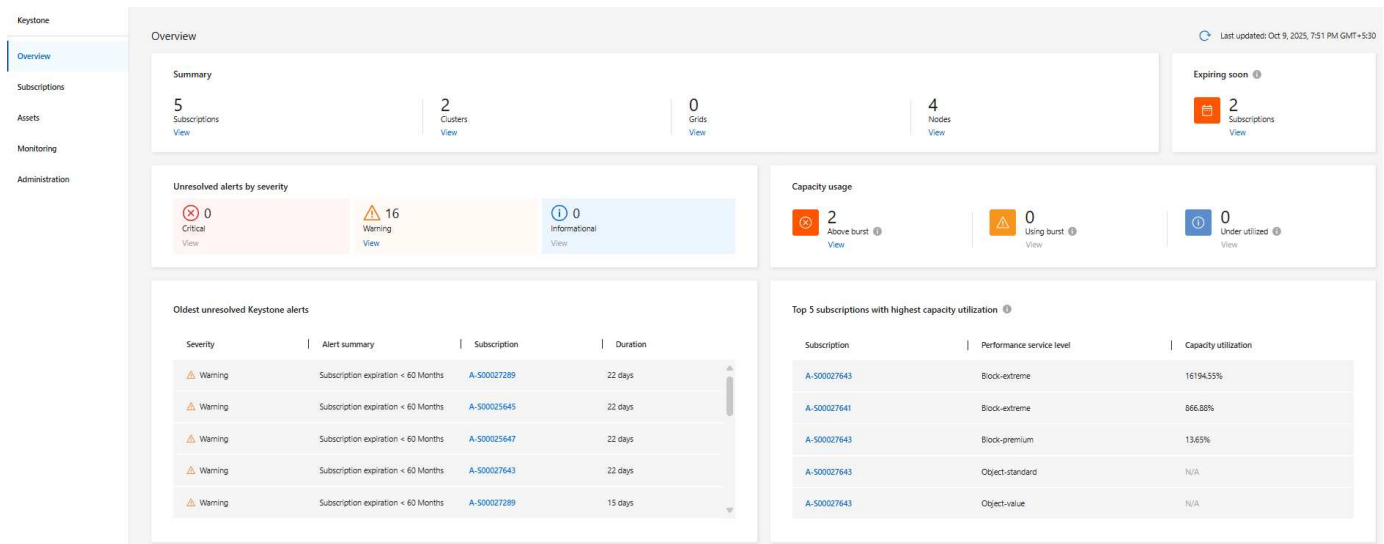 Keystone
Overview
Subscriptions
Assets
Monitoring
Administration
Overview
Last updated: Oct 9, 2025, 7:51 PM GMT+5:30
Summary
5
Subscriptions
View
2
Clusters
View
0
Grids
View
4
Nodes
View
Expiring soon
2
Subscriptions
View
Unresolved alerts by severity
0
Critical
View
16
Warning
View
0
Informational
View
Capacity usage
2
Above burst
View
0
Using burst
View
0
Under utilized
View
Oldest unresolved Keystone alerts
Severity Alert summary Subscription Duration
Warning Subscription expiration < 60 Months A-S00027289 22 days
Warning Subscription expiration < 60 Months A-S00025645 22 days
Warning Subscription expiration < 60 Months A-S00025647 22 days
Warning Subscription expiration < 60 Months A-S00027643 22 days
Warning Subscription expiration < 60 Months A-S00027289 15 days
Top 5 subscriptions with highest capacity utilization
Subscription Performance service level Capacity utilization
A-S00027643 Block-extreme 16194.55%
A-S00027641 Block-extreme 866.88%
A-S00027643 Block-premium 13.65%
A-S00027643 Object-standard N/A
A-S00027643 Object-value N/A